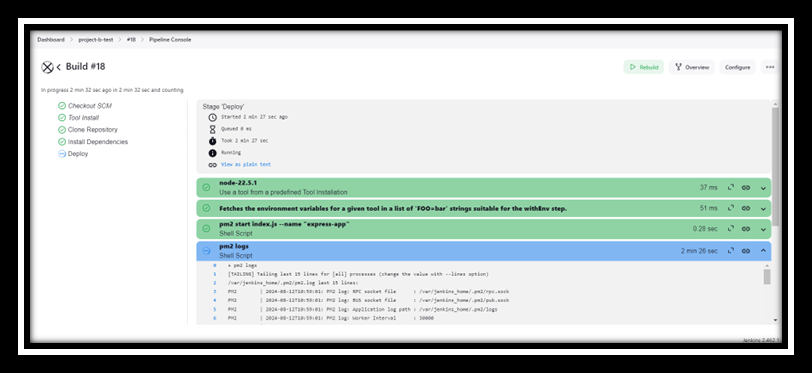 Dashboard > project-b-test > #18 > Pipeline Console
Build #18
Rebuild
Overview
Configure
In progress 2 min 32 sec ago in 2 min 32 sec and counting
Checkout SCM
Tool Install
Clone Repository
Install Dependencies
Deploy
Stage 'Deploy'
Started 2 min 27 sec ago
Queued 0 ms
Took 2 min 27 sec
Running
View as plain text
node-22.5.1 37 ms
Use a tool from a predefined Tool Installation
Fetches the environment variables for a given tool in a list of 'FOO=bar' strings suitable for the withEnv step. 51 ms
pm2 start index.js --name "express-app" 0.28 sec
Shell Script
pm2 logs 2 min 26 sec
Shell Script
0 + pm2 logs
1 [TAILING] Tailing last 15 lines for [all] processes (change the value with --lines option)
2 /var/jenkins_home/.pm2/pm2.log last 15 lines:
3 PM2 | 2024-08-12T10:59:01: PM2 log: RPC socket file : /var/jenkins_home/.pm2/rpc.sock
4 PM2 | 2024-08-12T10:59:01: PM2 log: BUS socket file : /var/jenkins_home/.pm2/pub.sock
5 PM2 | 2024-08-12T10:59:01: PM2 log: Application log path : /var/jenkins_home/.pm2/logs
6 PM2 | 2024-08-12T10:59:01: PM2 log: Worker Interval : 30000
Jenkins 2.462.1